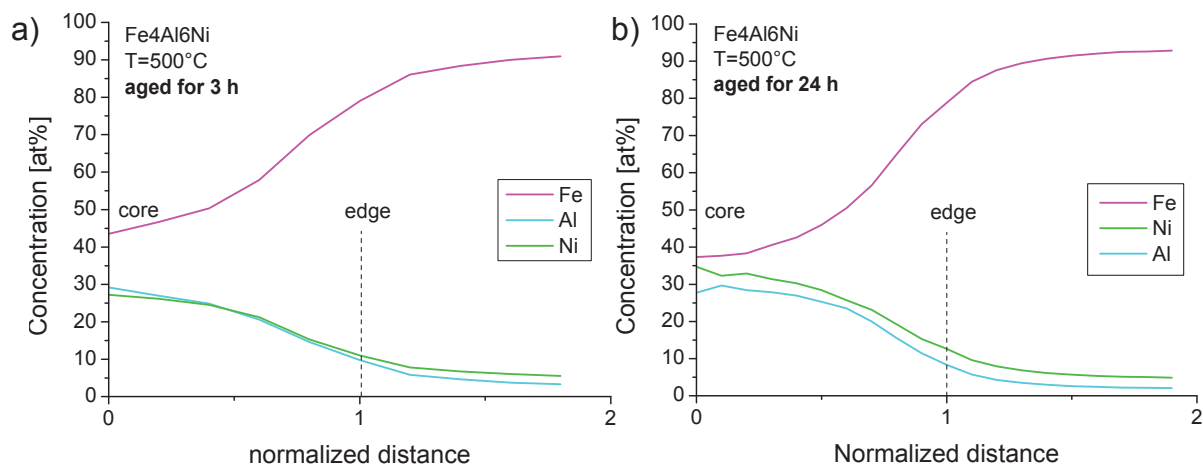 a)
Fe4Al6Ni
T=500°C
aged for 3 h
Concentration [at%]
100
90
80
70
60
50
40
30
20
10
0
core
edge
Fe
Al
Ni
0
1
2
normalized distance
b)
Fe4Al6Ni
T=500°C
aged for 24 h
Concentration [at%]
100
90
80
70
60
50
40
30
20
10
0
core
edge
Fe
Ni
Al
0
1
2
Normalized distance